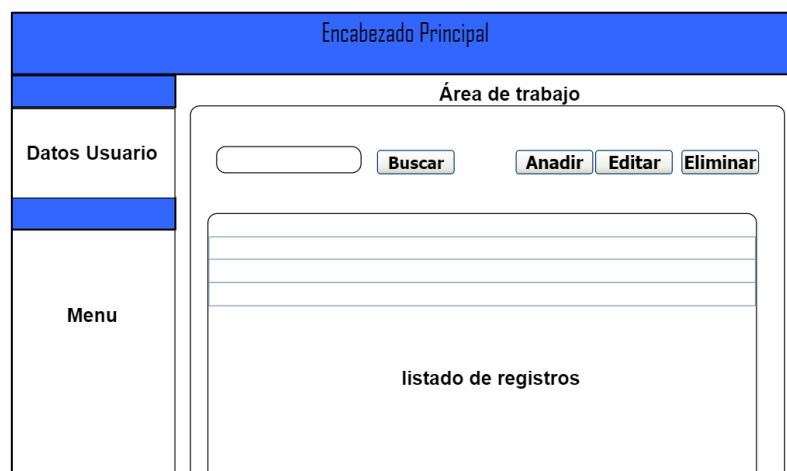 Encabezado Principal
Área de trabajo
Datos Usuario
Buscar
Anadir
Editar
Eliminar
Menu
listado de registros